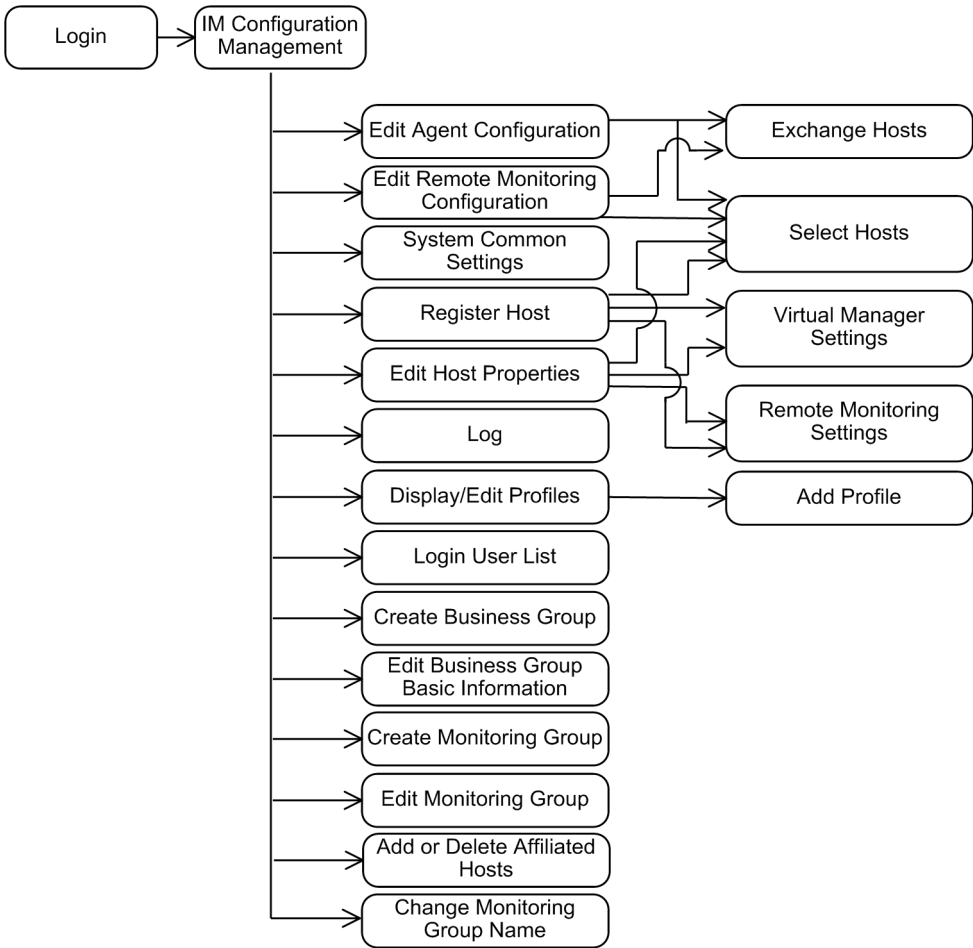 Login
IM Configuration
Management
Edit Agent Configuration
Exchange Hosts
Edit Remote Monitoring
Configuration
System Common
Settings
Select Hosts
Register Host
Virtual Manager
Settings
Edit Host Properties
Log
Remote Monitoring
Settings
Display/Edit Profiles
Add Profile
Login User List
Create Business Group
Edit Business Group
Basic Information
Create Monitoring Group
Edit Monitoring Group
Add or Delete Affiliated
Hosts
Change Monitoring
Group Name